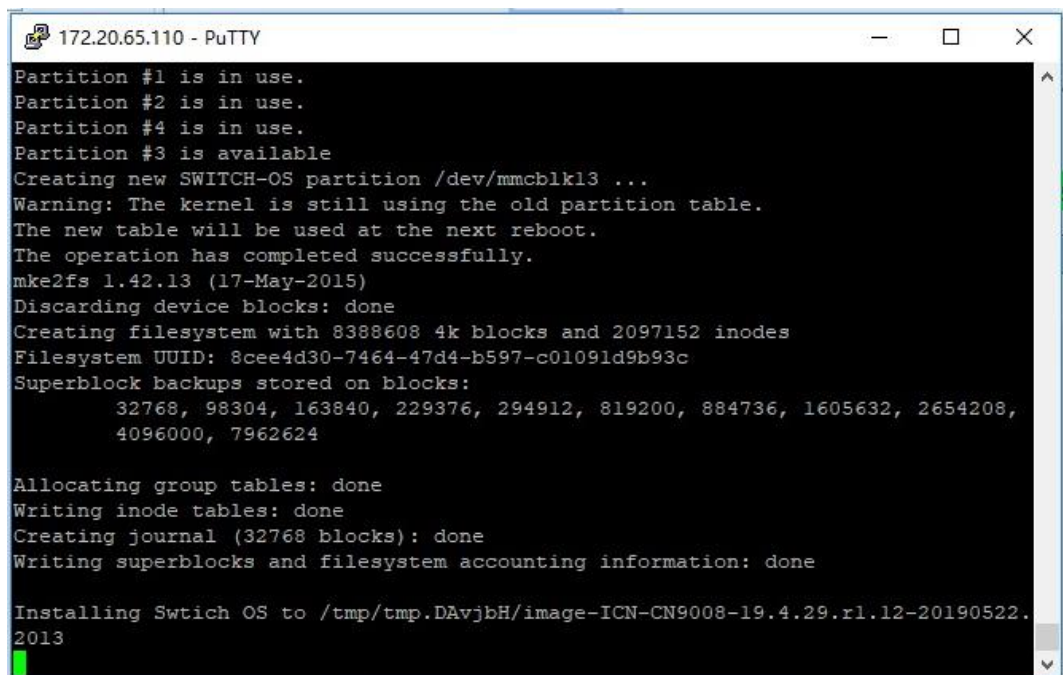 172.20.65.110 - PuTTY
Partition #1 is in use.
Partition #2 is in use.
Partition #4 is in use.
Partition #3 is available
Creating new SWITCH-OS partition /dev/mmcblk13 ...
Warning: The kernel is still using the old partition table.
The new table will be used at the next reboot.
The operation has completed successfully.
mke2fs 1.42.13 (17-May-2015)
Discarding device blocks: done
Creating filesystem with 8388608 4k blocks and 2097152 inodes
Filesystem UUID: 8cee4d30-7464-47d4-b597-c01091d9b93c
Superblock backups stored on blocks:
32768, 98304, 163840, 229376, 294912, 819200, 884736, 1605632, 2654208,
4096000, 7962624
Allocating group tables: done
Writing inode tables: done
Creating journal (32768 blocks): done
Writing superblocks and filesystem accounting information: done
Installing Swtich OS to /tmp/tmp.DAvjbH/image-ICN-CN9008-19.4.29.r1.12-20190522.
2013